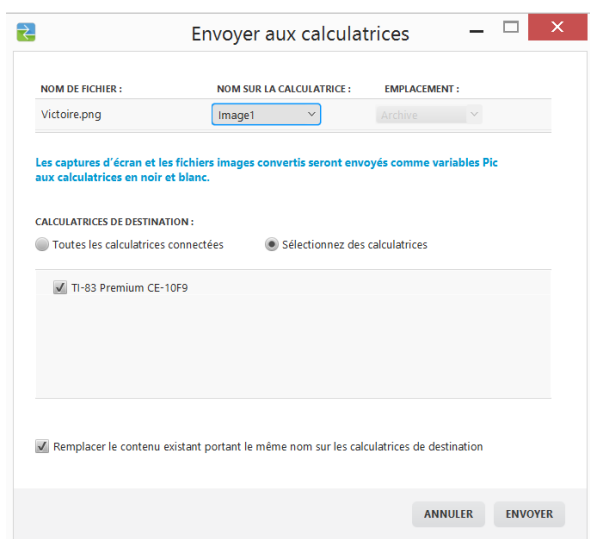 Envoyer aux calculatrices
NOM DE FICHIER : NOM SUR LA CALCULATRICE : EMPLACEMENT :
Victoire.png Image1 Archive
Les captures d'écran et les fichiers images convertis seront envoyés comme variables Pic
aux calculatrices en noir et blanc.
CALCULATRICES DE DESTINATION :
Toutes les calculatrices connectées Sélectionnez des calculatrices
TI-83 Premium CE-10F9
Remplacer le contenu existant portant le même nom sur les calculatrices de destination
ANNULER ENVOYER